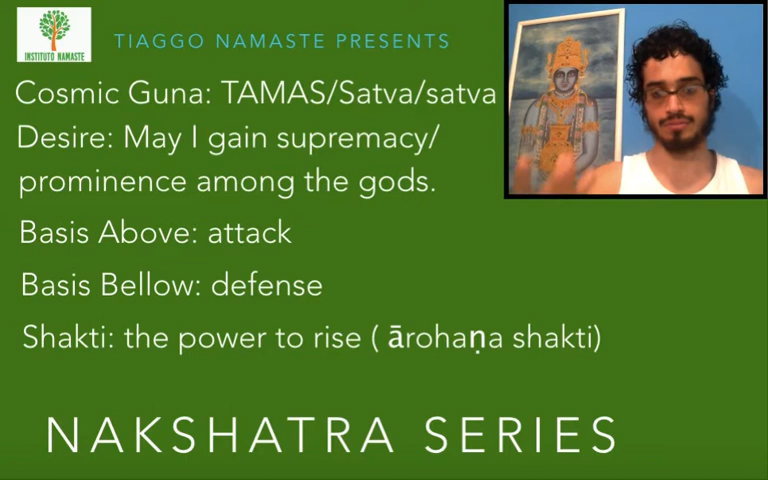 INSTITUTO NAMASTE
TIAGGO NAMASTE PRESENTS
Cosmic Guna: TAMAS/Satva/satva
Desire: May I gain supremacy/
prominence among the gods.
Basis Above: attack
Basis Bellow: defense
Shakti: the power to rise ( ārohaṇa shakti)
NAKSHATRA SERIES